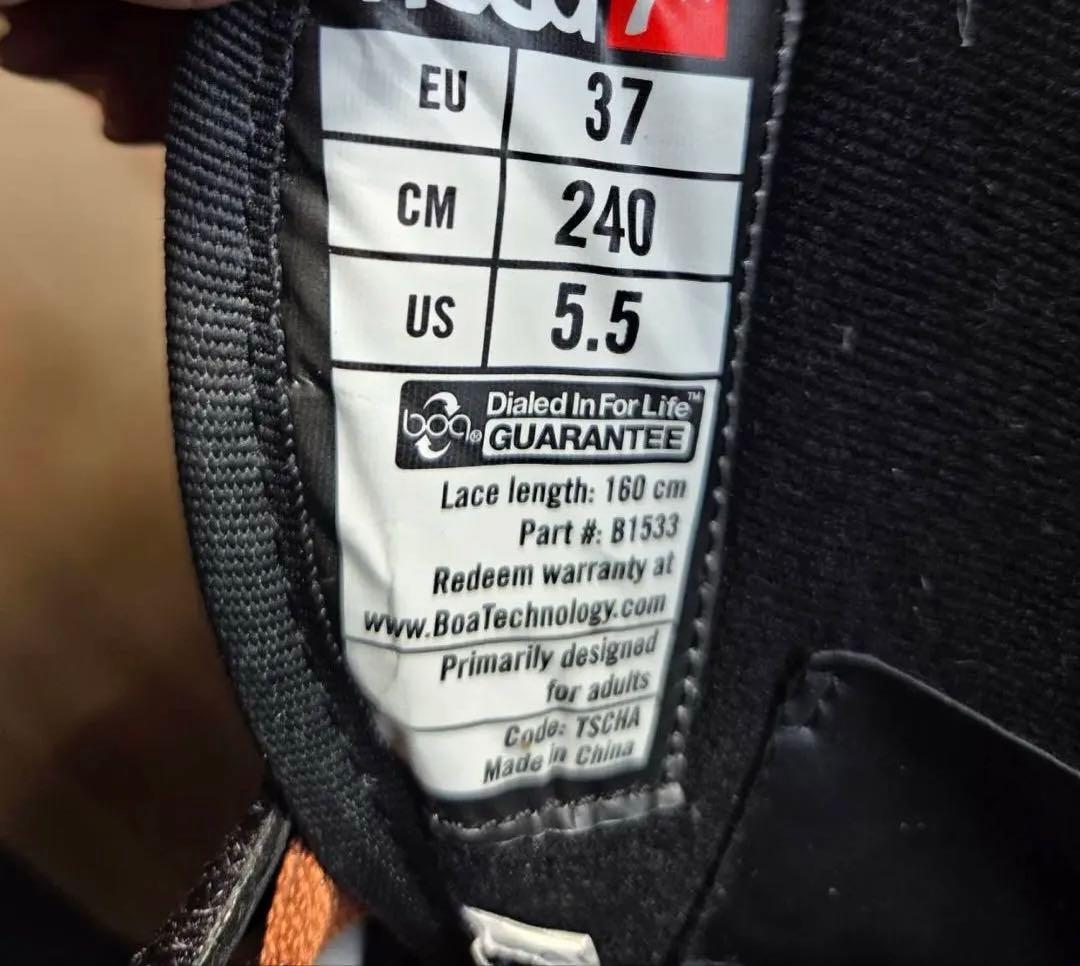 EU 37
CM 240
US 5.5
boa® Dialed In For Life™
GUARANTEE
Lace length: 160 cm
Part #: B1533
Redeem warranty at
www.BoaTechnology.com
Primarily designed
for adults
Code: TSCHA
Made in China